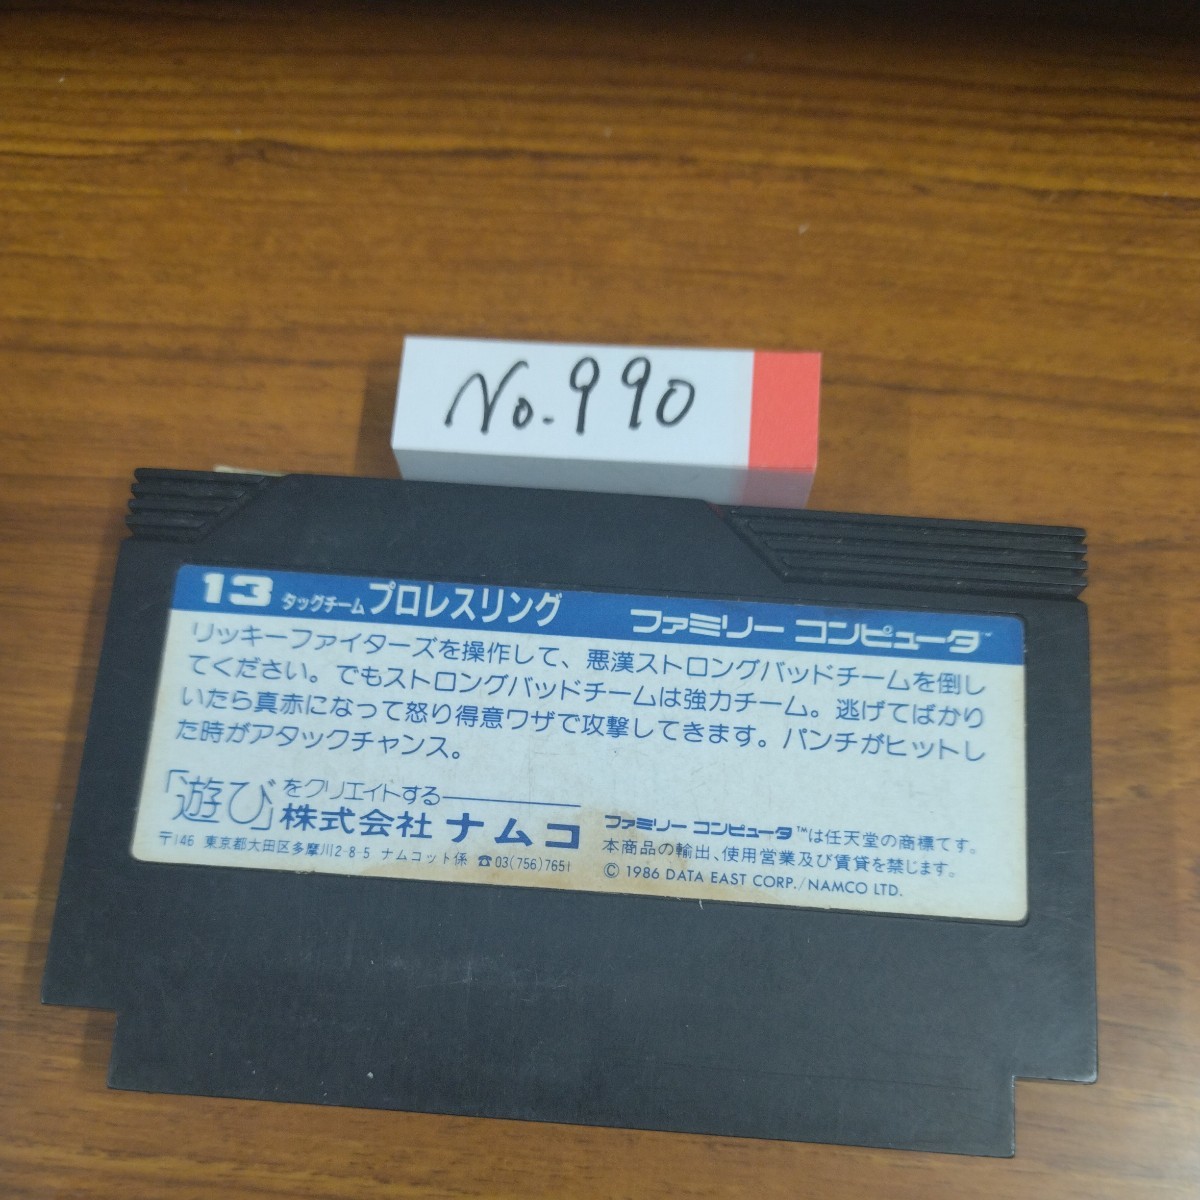 No.990
13 タッグチーム プロレスリング ファミリー コンピュータ™
リッキーファイターズを操作して、悪漢ストロングバッドチームを倒し
てください。でもストロングバッドチームは強力チーム。逃げてばかり
いたら真赤になって怒り得意ワザで攻撃してきます。パンチがヒットし
た時がアタックチャンス。
「遊び」をクリエイトする
株式会社 ナムコ
〒146 東京都大田区多摩川2-8-5 ナムコット係 ☎03(756)7651
ファミリー コンピュータ™は任天堂の商標です。
本商品の輸出、使用営業及び賃貸を禁じます。
© 1986 DATA EAST CORP./NAMCO LTD.